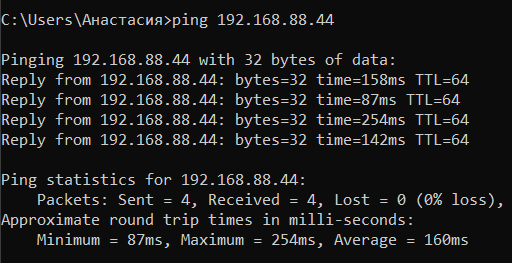 C:\Users\Анастасия>ping 192.168.88.44
Pinging 192.168.88.44 with 32 bytes of data:
Reply from 192.168.88.44: bytes=32 time=158ms TTL=64
Reply from 192.168.88.44: bytes=32 time=87ms TTL=64
Reply from 192.168.88.44: bytes=32 time=254ms TTL=64
Reply from 192.168.88.44: bytes=32 time=142ms TTL=64
Ping statistics for 192.168.88.44:
    Packets: Sent = 4, Received = 4, Lost = 0 (0% loss),
Approximate round trip times in milli-seconds:
    Minimum = 87ms, Maximum = 254ms, Average = 160ms